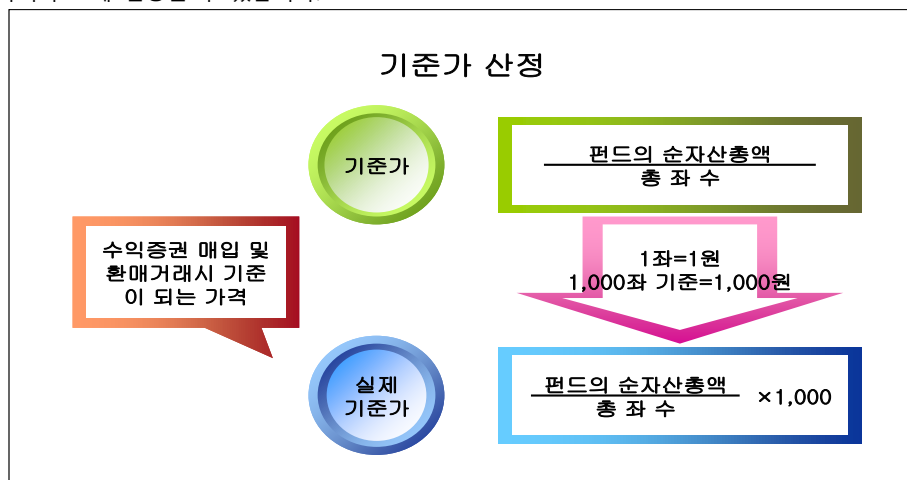 기준가 산정
기준가
펀드의 순자산총액
총 좌 수
수익증권 매입 및
환매거래시 기준
이 되는 가격
1좌=1원
1,000좌 기준=1,000원
실제
기준가
펀드의 순자산총액
총 좌 수
×1,000